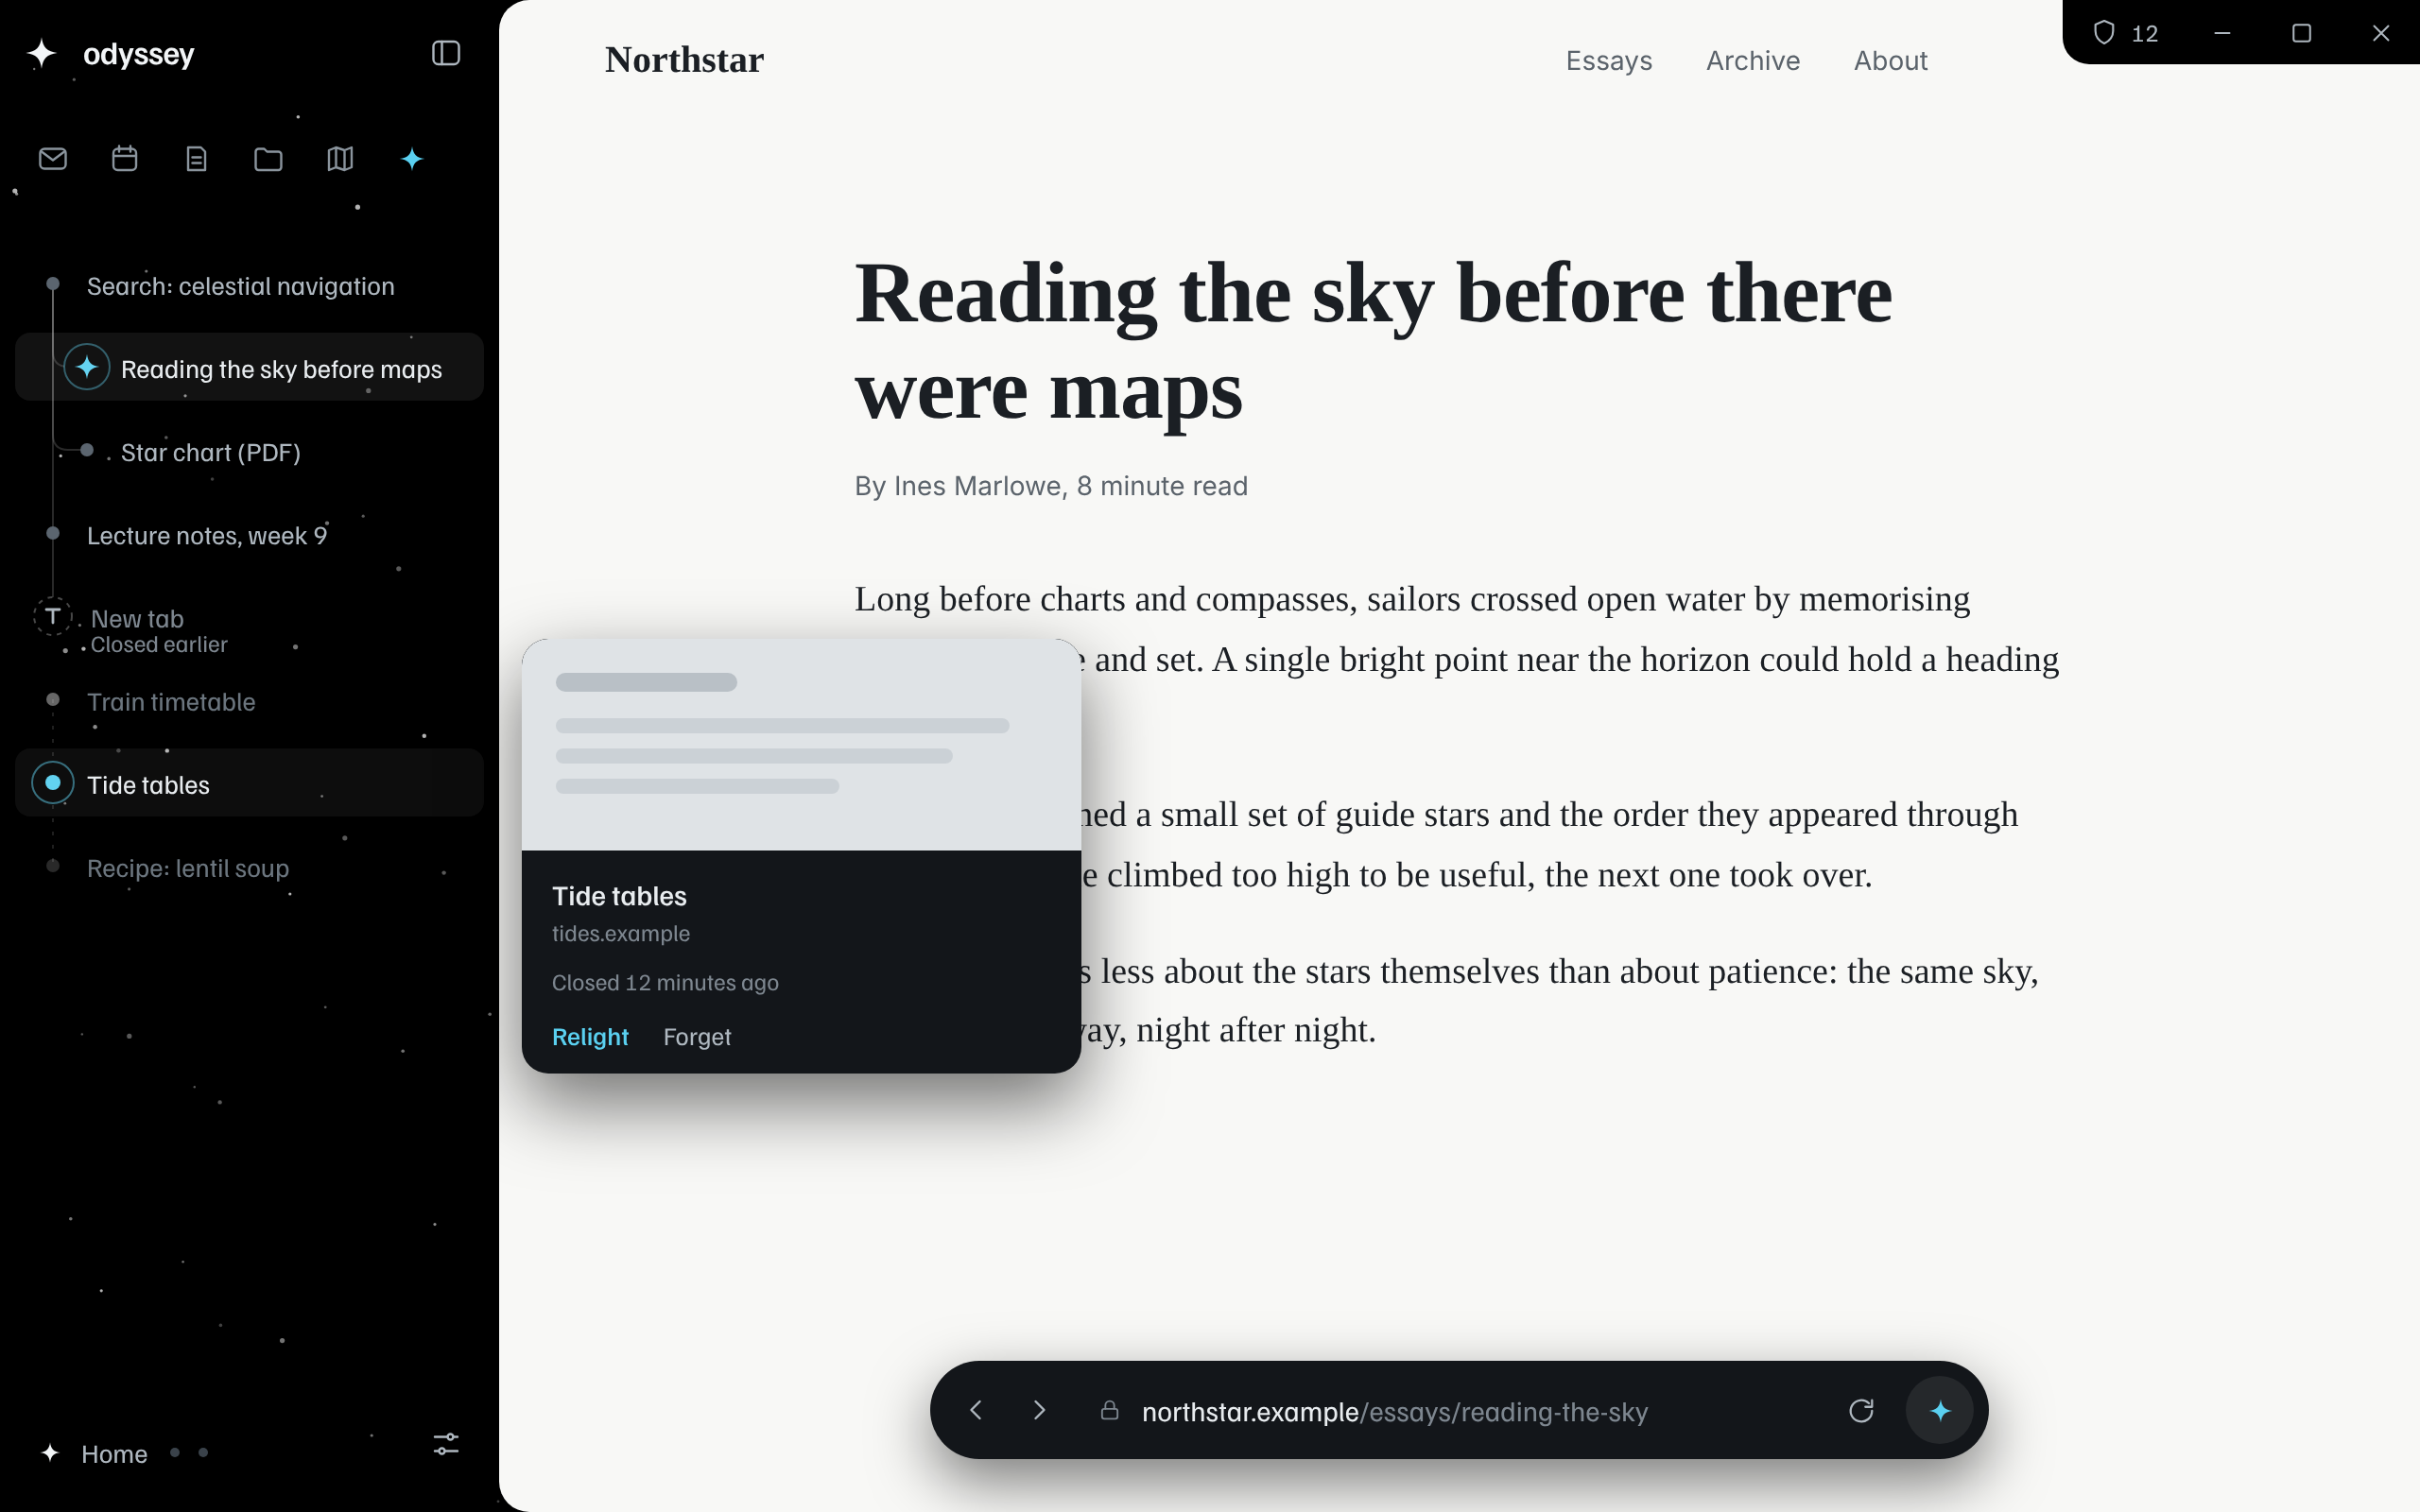 odyssey
Search: celestial navigation
Reading the sky before maps
Star chart (PDF)
Lecture notes, week 9
T
New tab
Closed earlier
Train timetable
Tide tables
Recipe: lentil soup
Home
Northstar
Essays
Archive
About
12
Reading the sky before there
were maps
By Ines Marlowe, 8 minute read
Long before charts and compasses, sailors crossed open water by memorising
and set. A single bright point near the horizon could hold a heading
a small set of guide stars and the order they appeared through
climbed too high to be useful, the next one took over.
less about the stars themselves than about patience: the same sky,
night after night.
Tide tables
tides.example
Closed 12 minutes ago
Relight Forget
northstar.example/essays/reading-the-sky